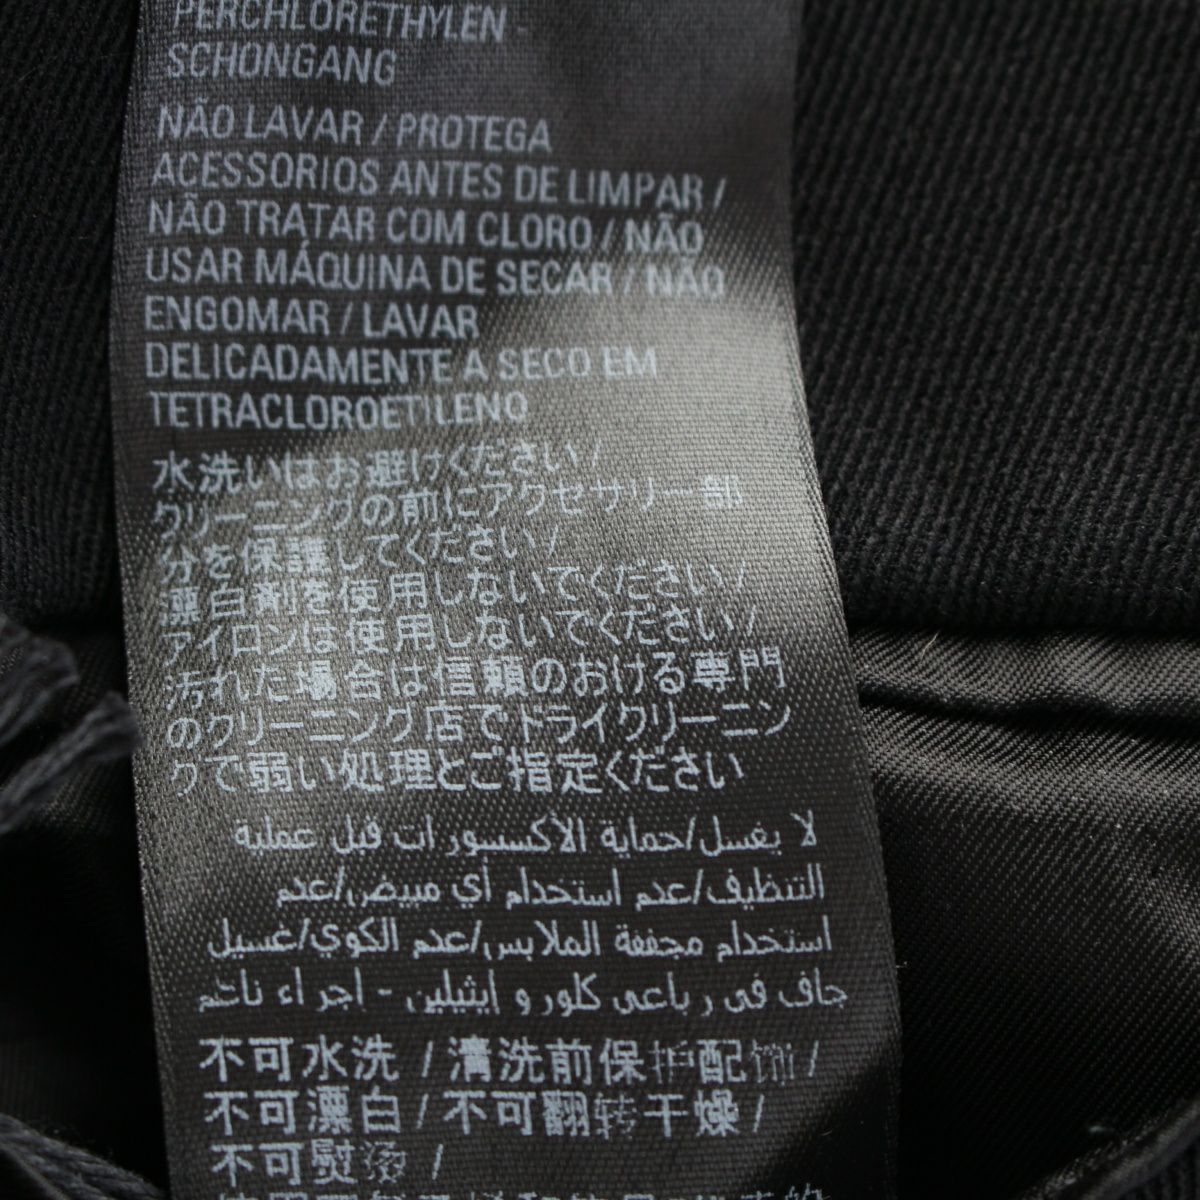 PERCHLORETHYLEN -
SCHONGANG
NÃO LAVAR / PROTEGA
ACESSORIOS ANTES DE LIMPAR /
NÃO TRATAR COM CLORO / NÃO
USAR MÁQUINA DE SECAR / NÃO
ENGOMAR / LAVAR
DELICADAMENTE A SECO EM
TETRACLOROETILENO
水洗いはお避けください/
クリーニングの前にアクセサリー部
分を保護してください/
漂白剤を使用しないでください/
アイロンは使用しないでください/
汚れた場合は信頼のおける専門
のクリーニング店でドライクリーニン
グで弱い処理とご指定ください
لا يغسل/حماية الأكسسورات قبل عملية
التنظيف/عدم استخدام أي مبيض/عدم
استخدام مجففة الملابس/عدم الكوي/غسيل
جاف في رباعي كلورو إيثيلين - اجراء ناعم
不可水洗 / 清洗前保护配饰 /
不可漂白 / 不可翻转干燥 /
不可熨烫 /